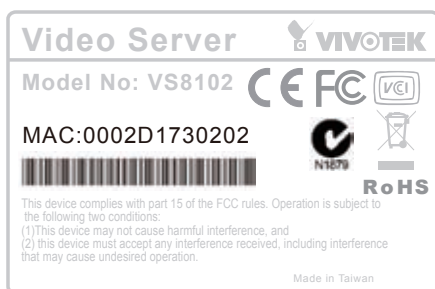 Video Server
VIVOTEK
Model No: VS8102
CE FC VCI
MAC:0002D1730202
N1879
RoHS
This device complies with part 15 of the FCC rules. Operation is subject to
the following two conditions:
(1)This device may not cause harmful interference, and
(2) this device must accept any interference received, including interference
that may cause undesired operation.
Made in Taiwan